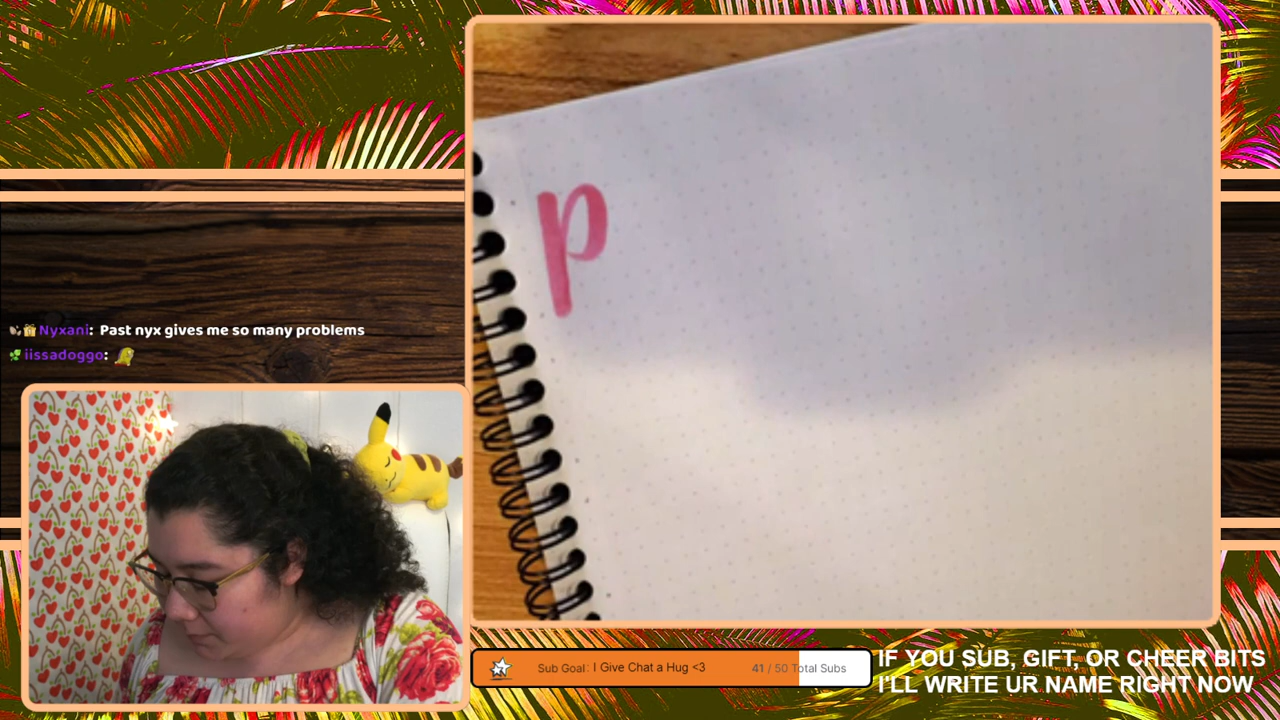 p
Nyxani: Past nyx gives me so many problems
iissadoggo:
Sub Goal: I Give Chat a Hug <3 41 / 50 Total Subs
IF YOU SUB, GIFT, OR CHEER BITS
I'LL WRITE UR NAME RIGHT NOW